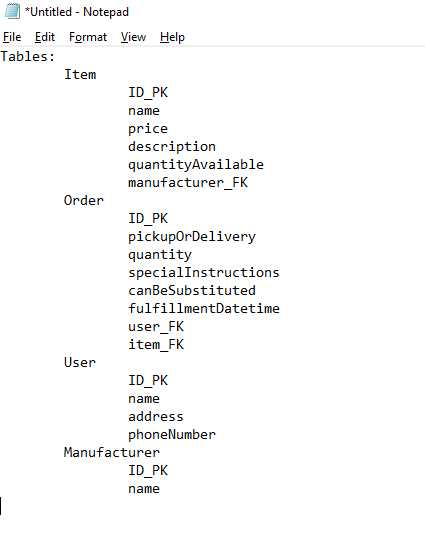 *Untitled - Notepad
File Edit Format View Help
Tables:
Item
ID_PK
name
price
description
quantityAvailable
manufacturer_FK
Order
ID_PK
pickupOrDelivery
quantity
specialInstructions
canBeSubstituted
fulfillmentDatetime
user_FK
item_FK
User
ID_PK
name
address
phoneNumber
Manufacturer
ID_PK
name